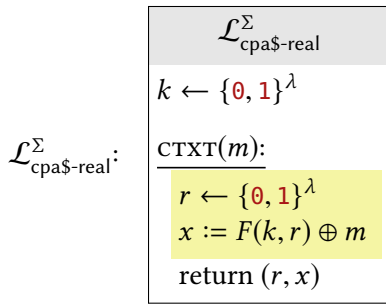 𝓛^Σ_cpa$-real
k ← {0, 1}^λ
𝓛^Σ_cpa$-real:
CTXT(m):
r ← {0, 1}^λ
x := F(k, r) ⊕ m
return (r, x)